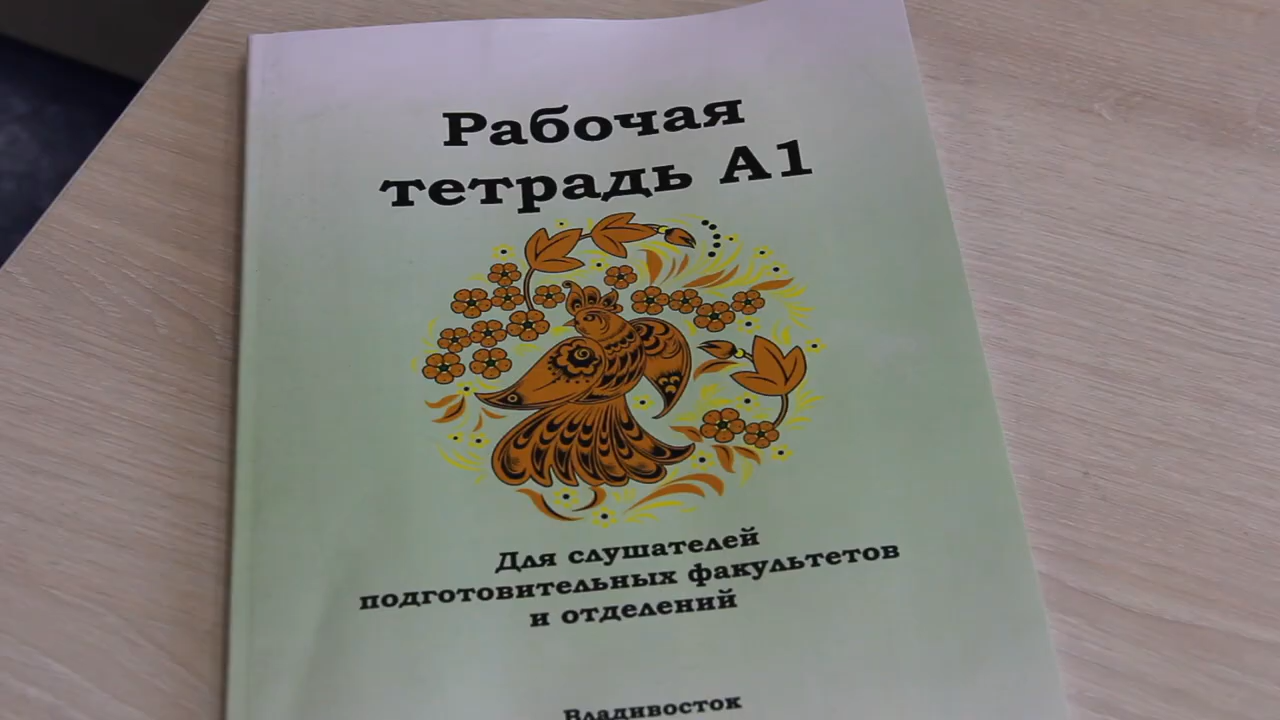 Рабочая
тетрадь А1
Для слушателей
подготовительных факультетов
и отделений
Владивосток